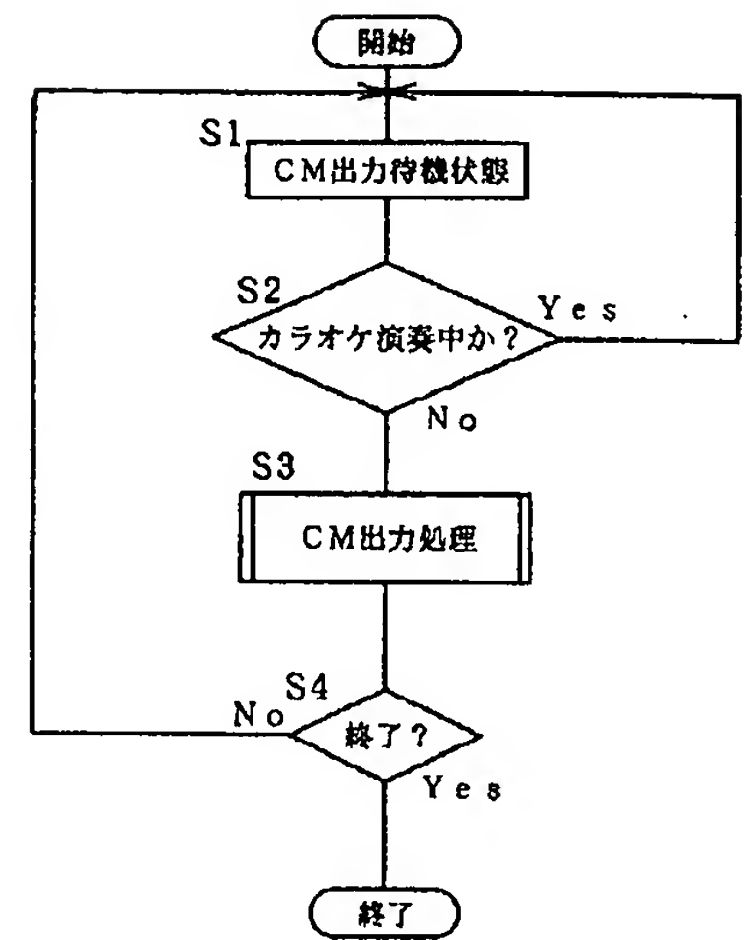 開始
S1
CM出力待機状態
S2
カラオケ演奏中か?
Yes
No
S3
CM出力処理
S4
No
終了?
Yes
終了